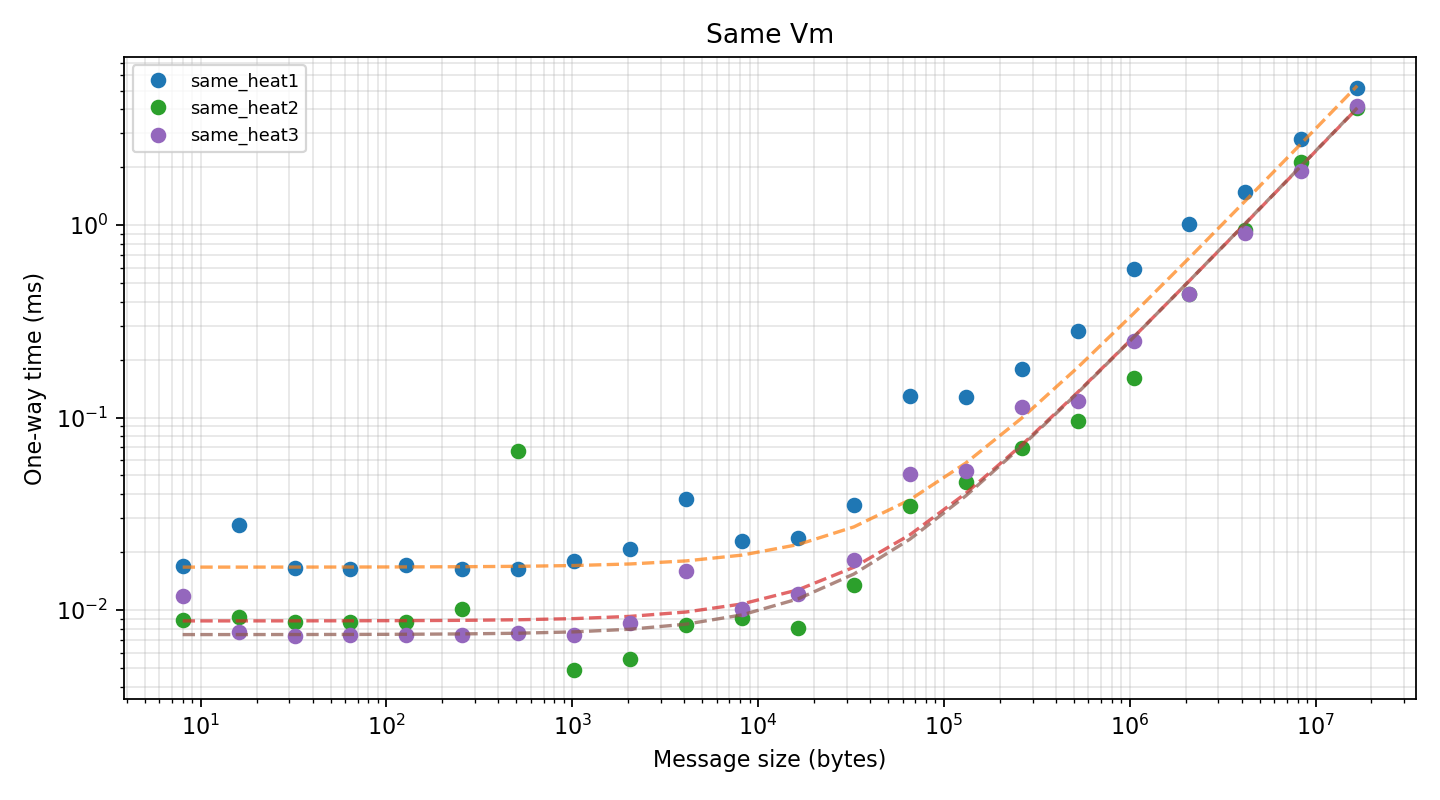 Same Vm
same_heat1
same_heat2
same_heat3
One-way time (ms)
10⁰
10⁻¹
10⁻²
10¹ 10² 10³ 10⁴ 10⁵ 10⁶ 10⁷
Message size (bytes)